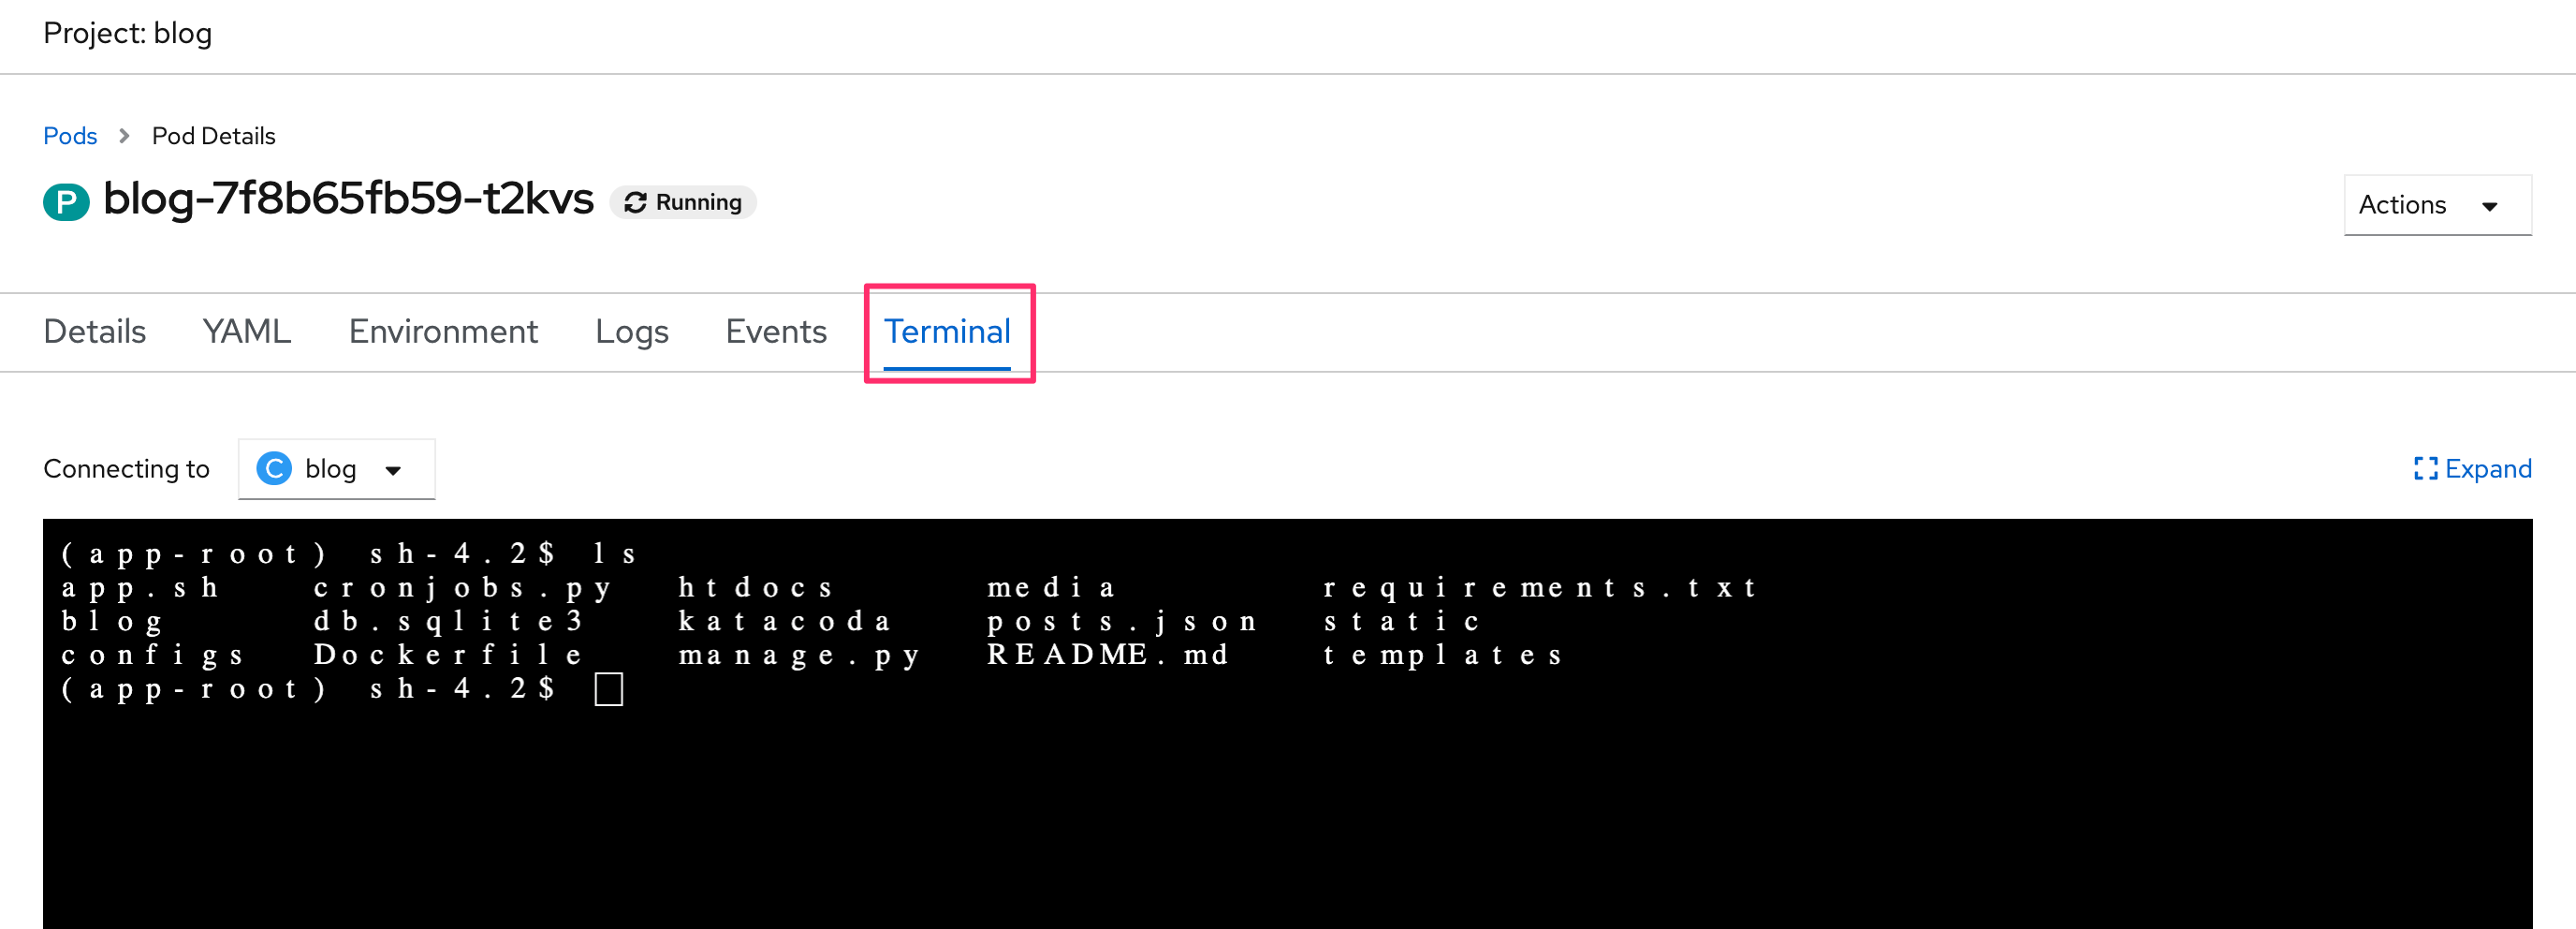 Project: blog
Pods > Pod Details
P blog-7f8b65fb59-t2kvs Running
Actions
Details YAML Environment Logs Events Terminal
Connecting to C blog Expand
(app-root) sh-4.2$ ls
app.sh cronjobs.py htdocs media requirements.txt
blog db.sqlite3 katacoda posts.json static
configs Dockerfile manage.py README.md templates
(app-root) sh-4.2$